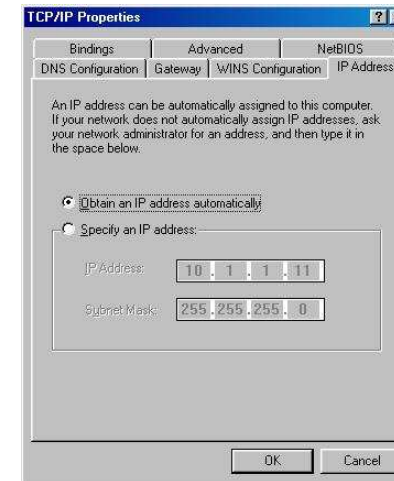 TCP/IP Properties
Bindings Advanced NetBIOS
DNS Configuration Gateway WINS Configuration IP Address
An IP address can be automatically assigned to this computer.
If your network does not automatically assign IP addresses, ask
your network administrator for an address, and then type it in
the space below.
Obtain an IP address automatically
Specify an IP address:
IP Address: 10 . 1 . 1 . 11
Subnet Mask: 255 . 255 . 255 . 0
OK Cancel